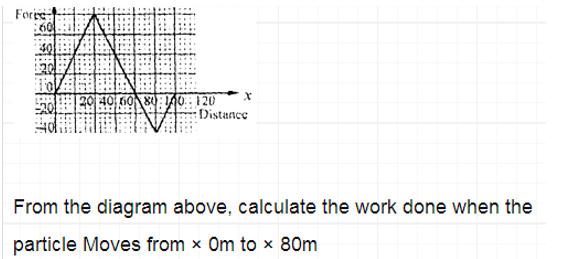 Force
60
40
20
0
20 40 60 80 100 120 x
-20 Distance
-40
From the diagram above, calculate the work done when the
particle Moves from × 0m to × 80m